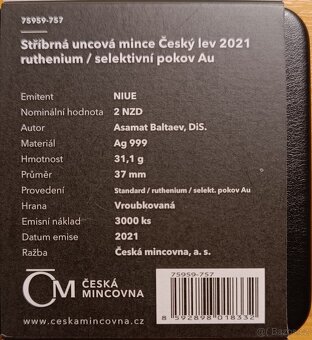 75959-757
Stříbrná uncová mince Český lev 2021
ruthenium / selektivní pokov Au
Emitent NIUE
Nominální hodnota 2 NZD
Autor Asamat Baltaev, DiS.
Materiál Ag 999
Hmotnost 31,1 g
Průměr 37 mm
Provedení Standard / ruthenium / selekt. pokov Au
Hrana Vroubkovaná
Emisní náklad 3000 ks
Datum emise 2021
Ražba Česká mincovna, a. s.
ČM ČESKÁ
MINCOVNA
www.ceskamincovna.cz
75959-757
8 592898 018332